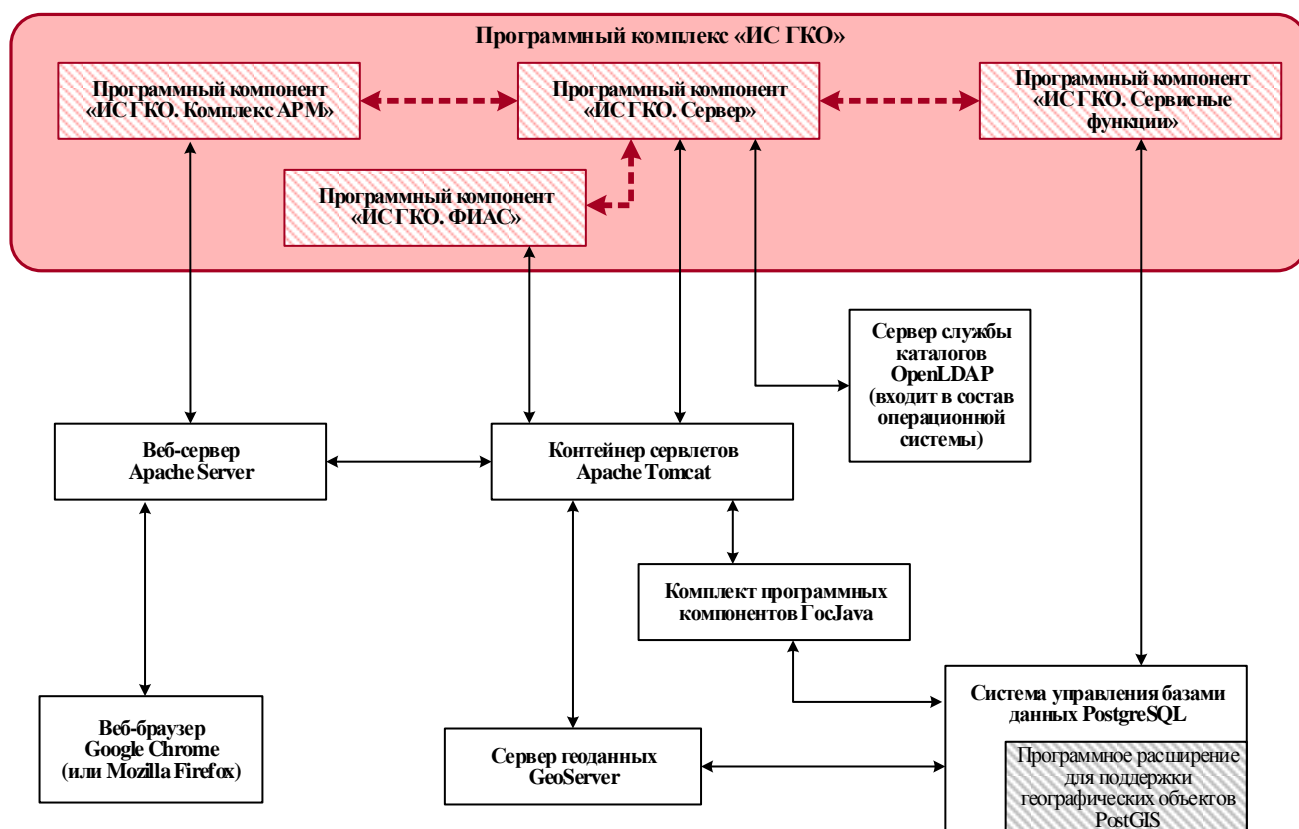 Программный комплекс «ИС ГКО»
Программный компонент
«ИС ГКО. Комплекс АРМ»
Программный компонент
«ИС ГКО. Сервер»
Программный компонент
«ИС ГКО. Сервисные
функции»
Программный компонент
«ИС ГКО. ФИАС»
Сервер службы
каталогов
OpenLDAP
(входит в состав
операционной
системы)
Веб-сервер
Apache Server
Контейнер сервлетов
Apache Tomcat
Комплект программных
компонентов ГосJava
Веб-браузер
Google Chrome
(или Mozilla Firefox)
Сервер геоданных
GeoServer
Система управления базами
данных PostgreSQL
Программное расширение
для поддержки
географических объектов
PostGIS